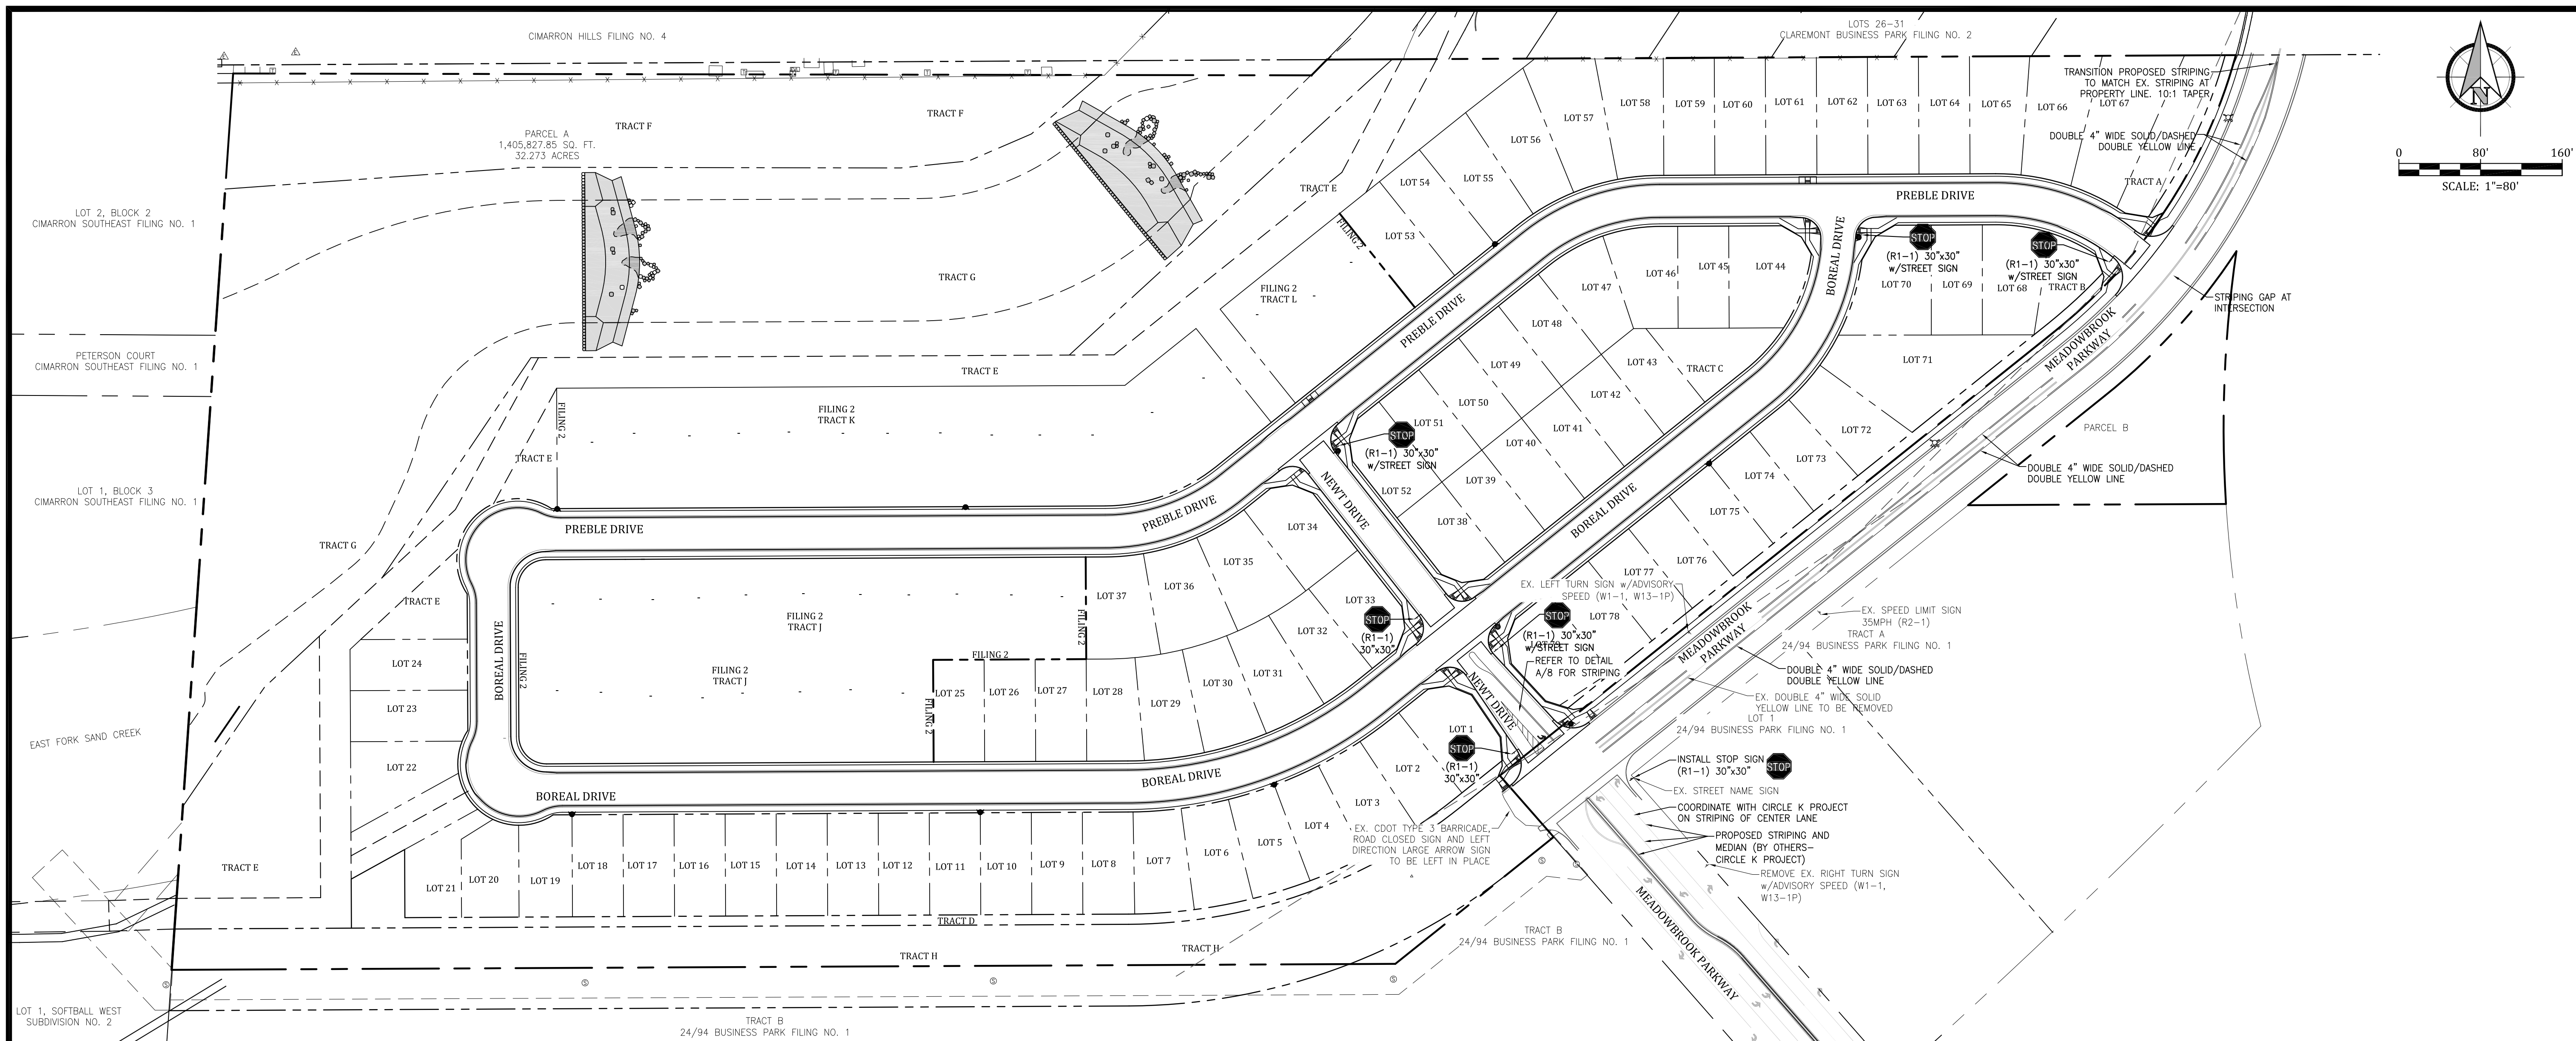 CIMARRON HILLS FILING NO. 4
LOTS 26-31
CLAREMONT BUSINESS PARK FILING NO. 2
N
0 80' 160'
SCALE: 1"=80'
TRANSITION PROPOSED STRIPING
TO MATCH EX. STRIPING AT
PROPERTY LINE. 10:1 TAPER
DOUBLE 4" WIDE SOLID/DASHED
DOUBLE YELLOW LINE
TRACT A
PARCEL A
1,405,827.85 SQ. FT.
32.273 ACRES
TRACT F
TRACT F
LOT 2, BLOCK 2
CIMARRON SOUTHEAST FILING NO. 1
PETERSON COURT
CIMARRON SOUTHEAST FILING NO. 1
LOT 1, BLOCK 3
CIMARRON SOUTHEAST FILING NO. 1
EAST FORK SAND CREEK
LOT 1, SOFTBALL WEST
SUBDIVISION NO. 2
TRACT G
TRACT G
TRACT E
TRACT E
TRACT E
TRACT E
TRACT E
FILING 2
TRACT K
FILING 2
FILING 2
TRACT L
FILING 2
LOT 53
LOT 54
LOT 55
LOT 56
LOT 57
LOT 58
LOT 59
LOT 60
LOT 61
LOT 62
LOT 63
LOT 64
LOT 65
LOT 66
LOT 67
PREBLE DRIVE
PREBLE DRIVE
PREBLE DRIVE
PREBLE DRIVE
BOREAL DRIVE
STOP
(R1-1) 30"x30"
w/STREET SIGN
STOP
(R1-1) 30"x30"
w/STREET SIGN
LOT 70
LOT 69
LOT 68
TRACT B
LOT 71
LOT 44
LOT 45
LOT 46
LOT 47
LOT 48
LOT 49
LOT 50
LOT 51
LOT 52
STOP
(R1-1) 30"x30"
w/STREET SIGN
LOT 43
LOT 42
LOT 41
LOT 40
LOT 39
LOT 38
TRACT C
STRIPING GAP AT
INTERSECTION
MEADOWBROOK
PARKWAY
PARCEL B
DOUBLE 4" WIDE SOLID/DASHED
DOUBLE YELLOW LINE
LOT 72
LOT 73
LOT 74
LOT 75
LOT 76
LOT 77
LOT 78
LOT 79
BOREAL DRIVE
NEWT DRIVE
EX. LEFT TURN SIGN w/ADVISORY
SPEED (W1-1, W13-1P)
STOP
(R1-1) 30"x30"
w/STREET SIGN
REFER TO DETAIL
A/8 FOR STRIPING
NEWT DRIVE
LOT 34
LOT 35
LOT 36
LOT 37
LOT 33
LOT 32
LOT 31
LOT 30
LOT 29
LOT 28
LOT 27
LOT 26
LOT 25
STOP
(R1-1)
30"x30"
FILING 2
FILING 2
FILING 2
FILING 2
TRACT J
FILING 2
TRACT J
FILING 2
BOREAL DRIVE
LOT 24
LOT 23
LOT 22
BOREAL DRIVE
BOREAL DRIVE
LOT 1
STOP
(R1-1)
30"x30"
LOT 2
LOT 3
LOT 4
LOT 5
LOT 6
LOT 7
LOT 8
LOT 9
LOT 10
LOT 11
LOT 12
LOT 13
LOT 14
LOT 15
LOT 16
LOT 17
LOT 18
LOT 19
LOT 20
LOT 21
TRACT D
TRACT H
TRACT H
TRACT B
24/94 BUSINESS PARK FILING NO. 1
EX. CDOT TYPE 3 BARRICADE,
ROAD CLOSED SIGN AND LEFT
DIRECTION LARGE ARROW SIGN
TO BE LEFT IN PLACE
TRACT B
24/94 BUSINESS PARK FILING NO. 1
MEADOWBROOK
PARKWAY
EX. SPEED LIMIT SIGN
35MPH (R2-1)
TRACT A
24/94 BUSINESS PARK FILING NO. 1
DOUBLE 4" WIDE SOLID/DASHED
DOUBLE YELLOW LINE
EX. DOUBLE 4" WIDE SOLID
YELLOW LINE TO BE REMOVED
LOT 1
24/94 BUSINESS PARK FILING NO. 1
INSTALL STOP SIGN
(R1-1) 30"x30"
STOP
EX. STREET NAME SIGN
COORDINATE WITH CIRCLE K PROJECT
ON STRIPING OF CENTER LANE
PROPOSED STRIPING AND
MEDIAN (BY OTHERS-
CIRCLE K PROJECT)
REMOVE EX. RIGHT TURN SIGN
w/ADVISORY SPEED (W1-1,
W13-1P)
MEADOWBROOK PARKWAY